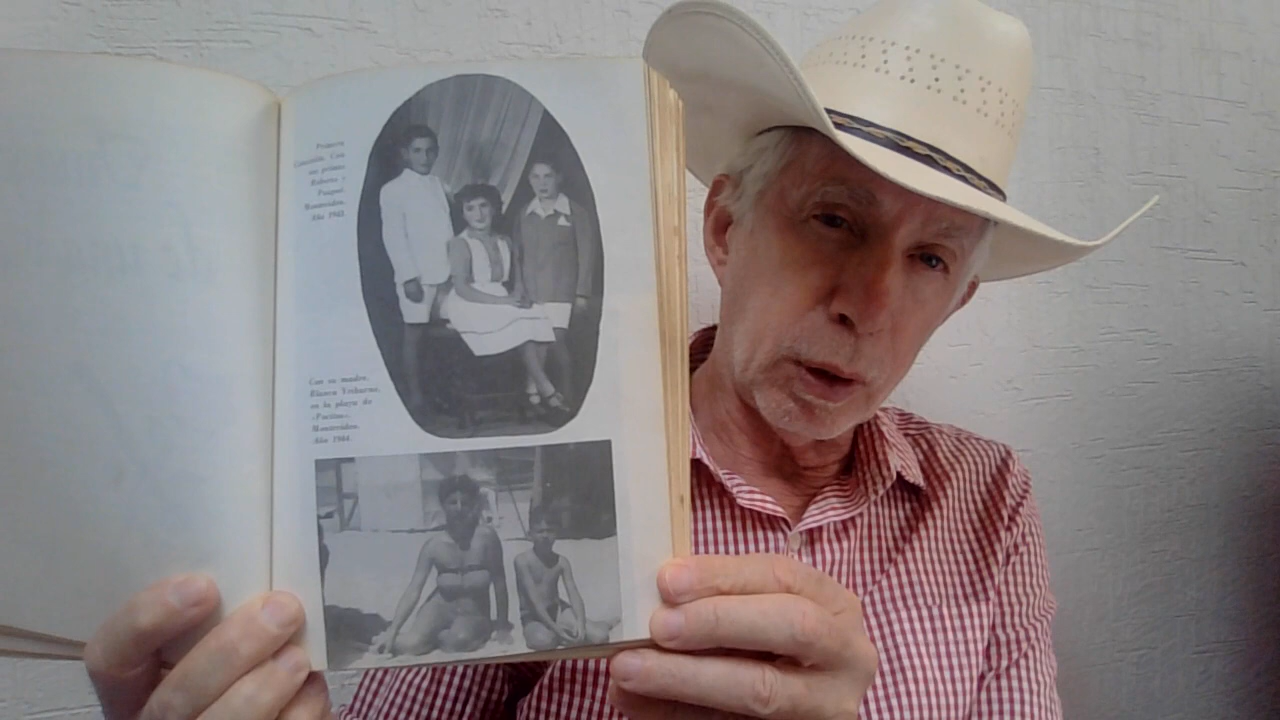 Primera
Comunión. Con
sus primos
Roberto y
Montevideo.
Año 1943.
Con su madre,
Blanca Iriburne,
en la playa de
«Pocitos».
Montevideo.
Año 1944.